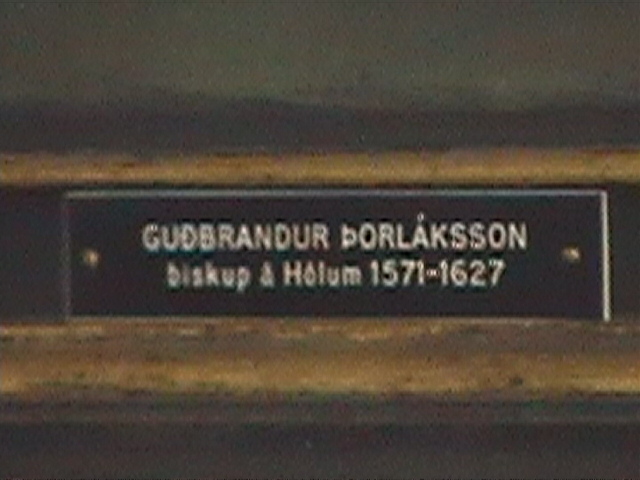 GUÐBRANDUR ÞORLÁKSSON
biskup á Hólum 1571-1627